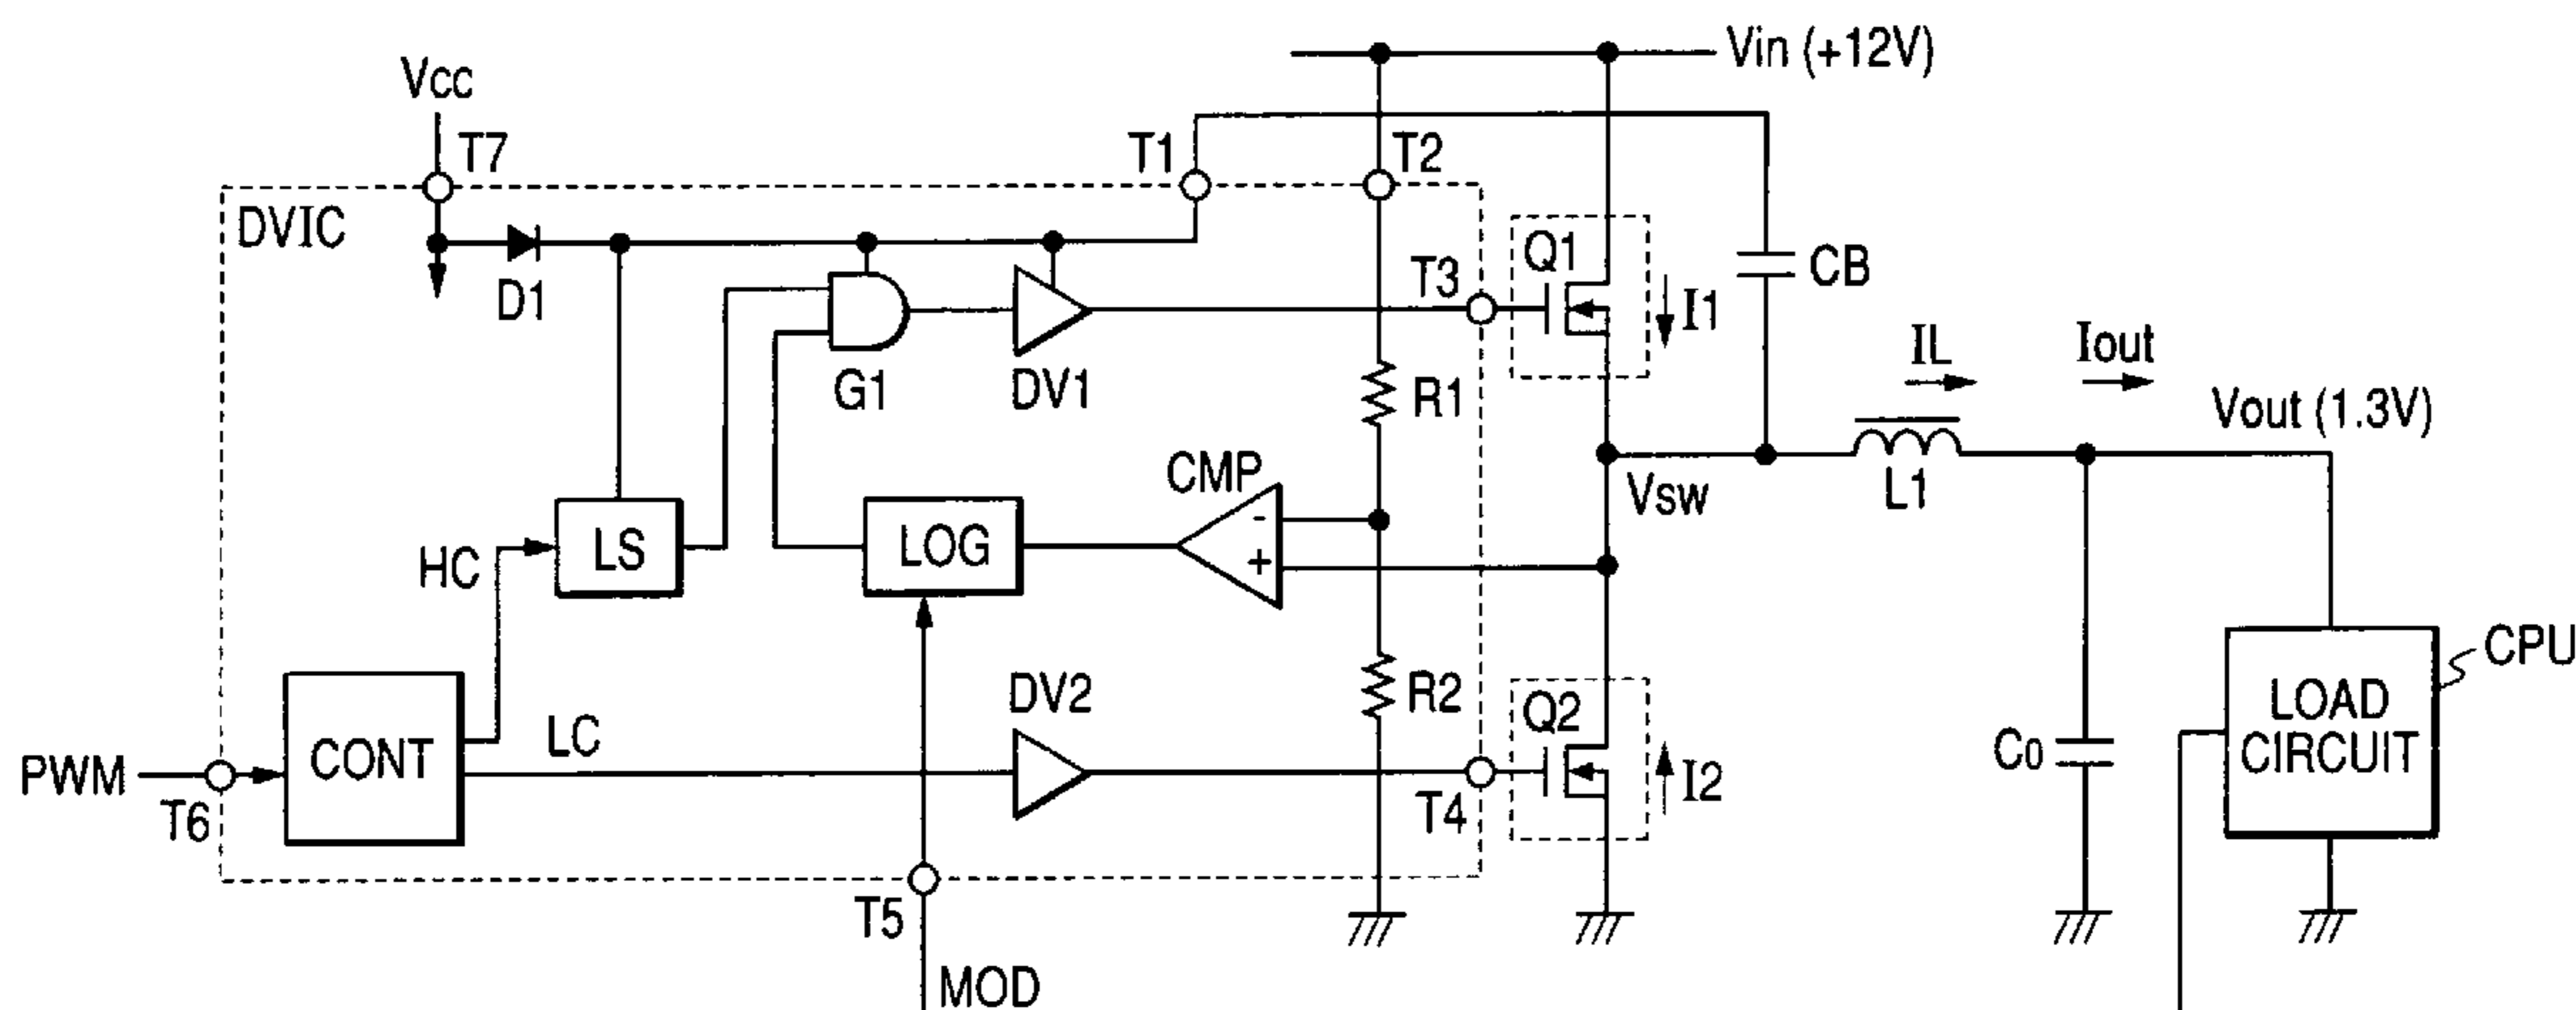 Vin (+12V)
Vcc
T7
T1
T2
DVIC
D1
G1
DV1
T3
Q1
I1
CB
R1
IL
Iout
Vout (1.3V)
L1
Vsw
CMP
-
+
LS
LOG
HC
CONT
LC
DV2
R2
Q2
I2
T4
PWM
T6
T5
MOD
C0
LOAD
CIRCUIT
CPU